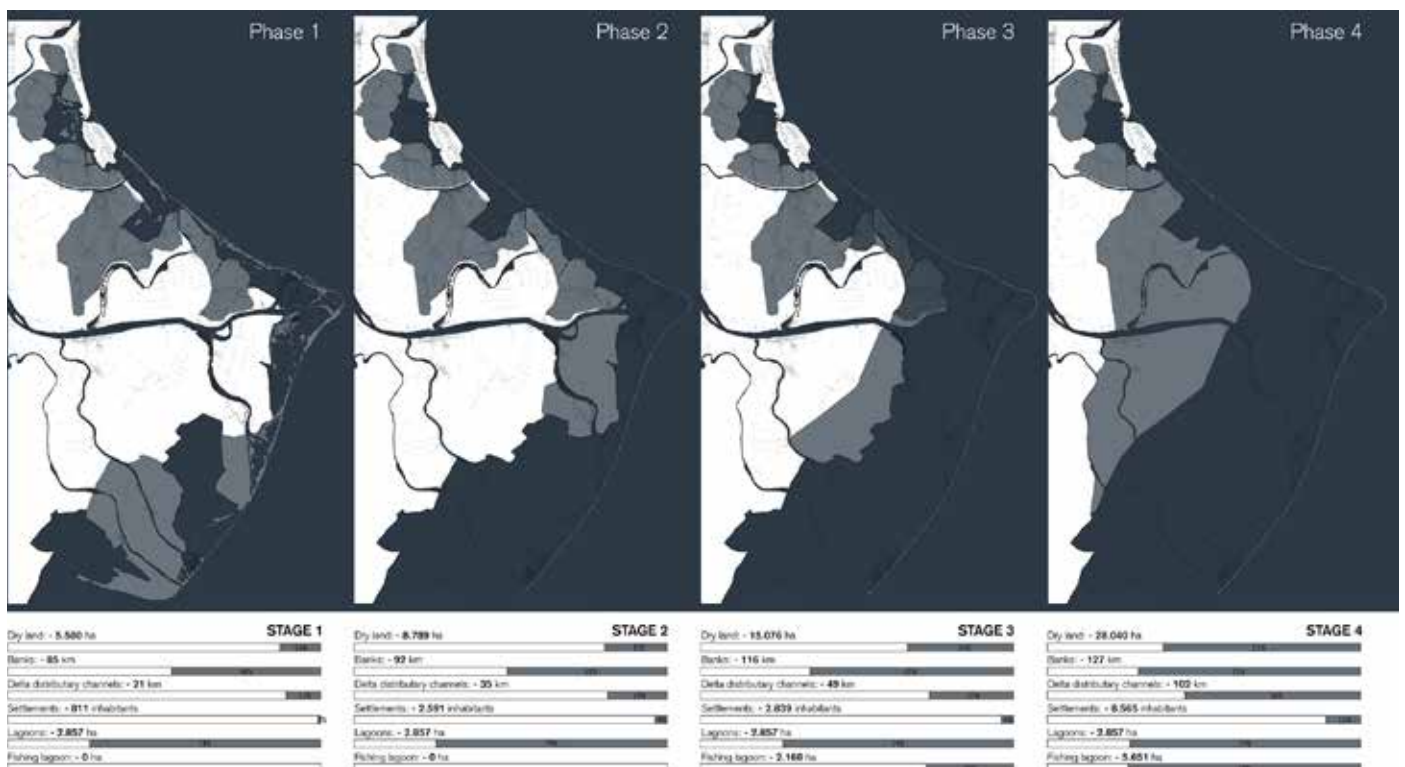 Phase 1
Phase 2
Phase 3
Phase 4
STAGE 1
Dry land: - 5.580 ha
Banks: - 85 km
Delta distributary channels: - 21 km
Settlements: - 811 inhabitants
Lagoons: - 2.857 ha
Fishing lagoon: - 0 ha
STAGE 2
Dry land: - 8.789 ha
Banks: - 92 km
Delta distributary channels: - 35 km
Settlements: - 2.591 inhabitants
Lagoons: - 2.857 ha
Fishing lagoon: - 0 ha
STAGE 3
Dry land: - 15.076 ha
Banks: - 116 km
Delta distributary channels: - 49 km
Settlements: - 2.839 inhabitants
Lagoons: - 2.857 ha
Fishing lagoon: - 2.168 ha
STAGE 4
Dry land: - 28.040 ha
Banks: - 127 km
Delta distributary channels: - 102 km
Settlements: - 8.565 inhabitants
Lagoons: - 2.857 ha
Fishing lagoon: - 5.651 ha